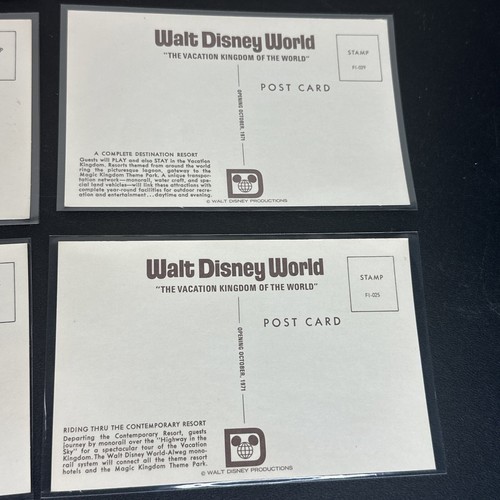 Walt Disney World
"THE VACATION KINGDOM OF THE WORLD"
STAMP
F1-099
POST CARD
OPENING OCTOBER, 1971
A COMPLETE DESTINATION RESORT
Guests will PLAY and also STAY in the Vacation
Kingdom. Resorts themed from around the world
ring the picturesque lagoon, gateway to the
Magic Kingdom Theme Park. A unique transpor-
tation network—monorail, water craft, and spe-
cial land vehicles—will link these attractions with
complete year-round facilities for outdoor recre-
ation and entertainment...daytime and evening.
© WALT DISNEY PRODUCTIONS
Walt Disney World
"THE VACATION KINGDOM OF THE WORLD"
STAMP
F1-025
POST CARD
OPENING OCTOBER, 1971
RIDING THRU THE CONTEMPORARY RESORT
Departing the Contemporary Resort, guests
journey by monorail over the "Highway in the
Sky" for a spectacular tour of the Vacation
Kingdom. The Walt Disney World-Alweg mono-
rail system will connect all the theme resort
hotels and the Magic Kingdom Theme Park.
© WALT DISNEY PRODUCTIONS